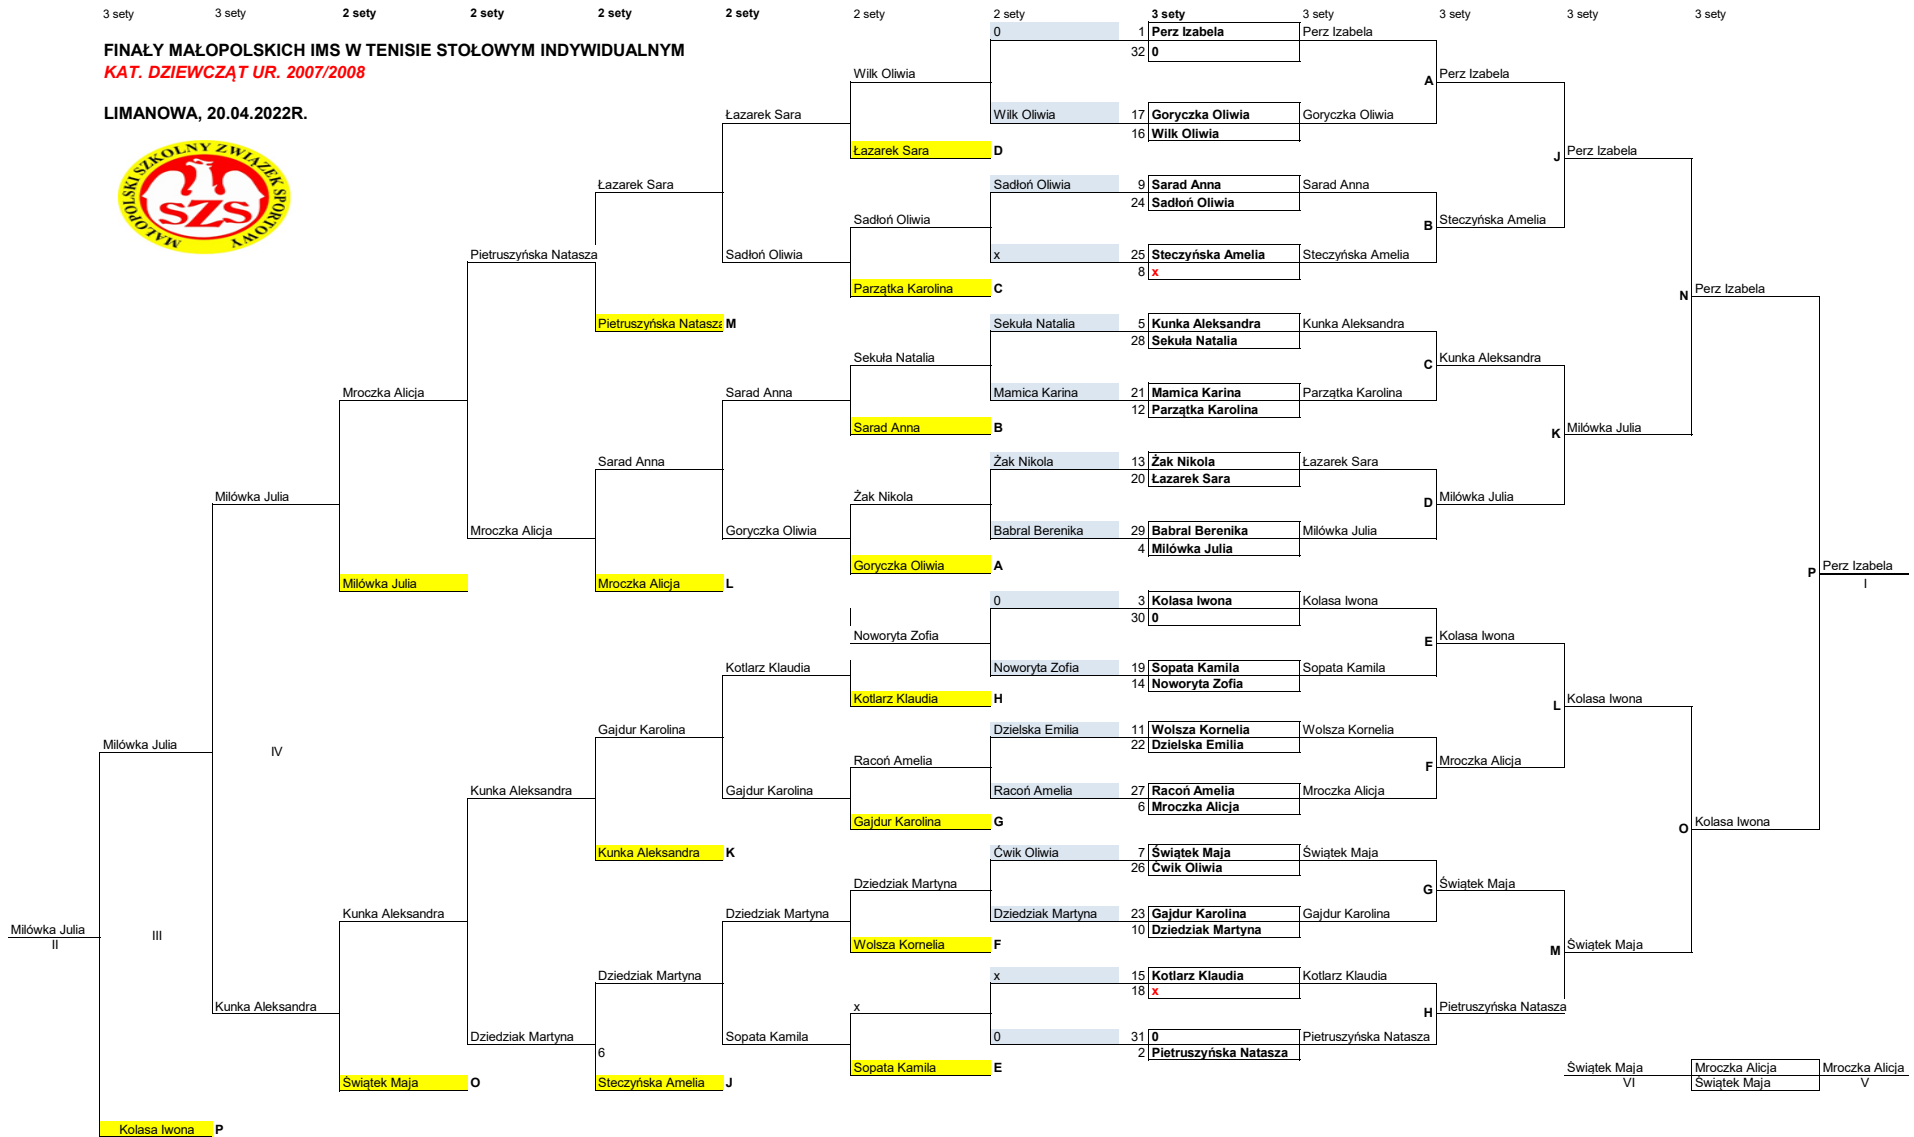 3 sety 3 sety 2 sety 2 sety 2 sety 2 sety 2 sety 2 sety 3 sety 3 sety 3 sety 3 sety 3 sety
0 1 Perz Izabela Perz Izabela
FINAŁY MAŁOPOLSKICH IMS W TENISIE STOŁOWYM INDYWIDUALNYM 32 0
KAT. DZIEWCZĄT UR. 2007/2008 Wilk Oliwia A Perz Izabela
LIMANOWA, 20.04.2022R. Łazarek Sara Wilk Oliwia 17 Goryczka Oliwia Goryczka Oliwia
16 Wilk Oliwia
MAŁOPOLSKI SZKOLNY ZWIĄZEK SPORTOWY
SZS
Łazarek Sara D J Perz Izabela
Łazarek Sara Sadłoń Oliwia 9 Sarad Anna Sarad Anna
24 Sadłoń Oliwia
Sadłoń Oliwia B Steczyńska Amelia
Pietruszyńska Natasza Sadłoń Oliwia x 25 Steczyńska Amelia Steczyńska Amelia
8 x
Parzątka Karolina C N Perz Izabela
Pietruszyńska Natasza M Sekuła Natalia 5 Kunka Aleksandra Kunka Aleksandra
28 Sekuła Natalia
Sekuła Natalia C Kunka Aleksandra
Mroczka Alicja Sarad Anna Mamica Karina 21 Mamica Karina Parzątka Karolina
12 Parzątka Karolina
Sarad Anna B K Milówka Julia
Sarad Anna Żak Nikola 13 Żak Nikola Łazarek Sara
20 Łazarek Sara
Milówka Julia Żak Nikola D Milówka Julia
Mroczka Alicja Goryczka Oliwia Babral Berenika 29 Babral Berenika Milówka Julia
4 Milówka Julia
Goryczka Oliwia A P Perz Izabela
Milówka Julia Mroczka Alicja L I
0 3 Kolasa Iwona Kolasa Iwona
30 0
Noworyta Zofia E Kolasa Iwona
Kotlarz Klaudia Noworyta Zofia 19 Sopata Kamila Sopata Kamila
14 Noworyta Zofia
Kotlarz Klaudia H L Kolasa Iwona
Gajdur Karolina Dzielska Emilia 11 Wolsza Kornelia Wolsza Kornelia
Milówka Julia IV 22 Dzielska Emilia
Racoń Amelia F Mroczka Alicja
Kunka Aleksandra Gajdur Karolina Racoń Amelia 27 Racoń Amelia Mroczka Alicja
6 Mroczka Alicja
Gajdur Karolina G O Kolasa Iwona
Kunka Aleksandra K Ćwik Oliwia 7 Świątek Maja Świątek Maja
26 Ćwik Oliwia
Dziedziak Martyna G Świątek Maja
Kunka Aleksandra Dziedziak Martyna Dziedziak Martyna 23 Gajdur Karolina Gajdur Karolina
Milówka Julia III 10 Dziedziak Martyna
II Wolsza Kornelia F M Świątek Maja
Dziedziak Martyna x 15 Kotlarz Klaudia Kotlarz Klaudia
18 x
Kunka Aleksandra x H Pietruszyńska Natasza
Dziedziak Martyna Sopata Kamila 0 31 0 Pietruszyńska Natasza
6 2 Pietruszyńska Natasza
Sopata Kamila E Świątek Maja Mroczka Alicja Mroczka Alicja
Świątek Maja O Steczyńska Amelia J VI Świątek Maja V
Kolasa Iwona P